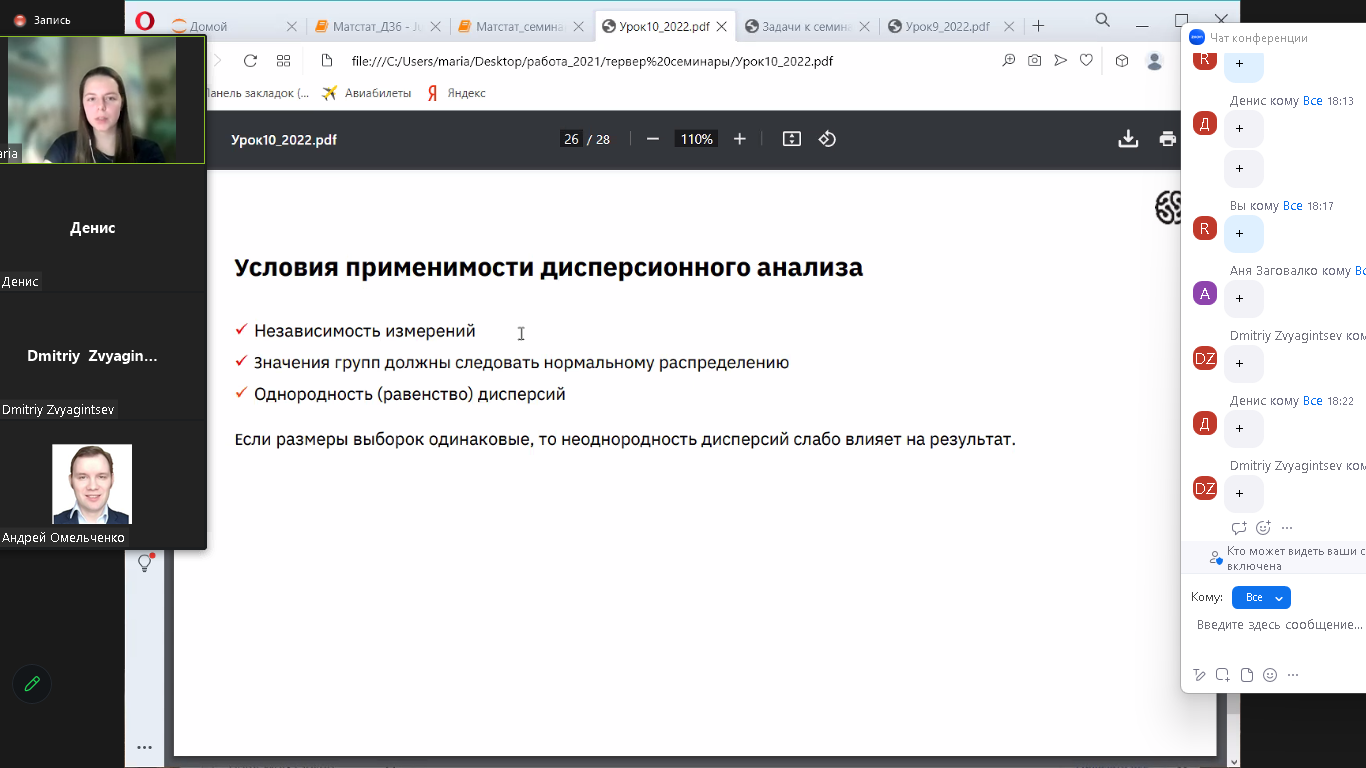 Запись
Домой
Матстат_ДЗ6 - Ju
Матстат_семина
Урок10_2022.pdf
Задачи к семин
Урок9_2022.pdf
file:///C:/Users/maria/Desktop/работа_2021/тервер%20семинары/Урок10_2022.pdf
Панель закладок (...
Авиабилеты
Яндекс
Урок10_2022.pdf
26 / 28
110%
aria
Денис
Денис
Dmitriy Zvyagin...
Dmitriy Zvyagintsev
Андрей Омельченко
Условия применимости дисперсионного анализа
Независимость измерений
Значения групп должны следовать нормальному распределению
Однородность (равенство) дисперсий
Если размеры выборок одинаковые, то неоднородность дисперсий слабо влияет на результат.
zoom
Чат конференции
R
+
Денис кому Все 18:13
Д
+
+
Вы кому Все 18:17
R
+
Аня Заговалко кому Вс
А
+
Dmitriy Zvyagintsev ком
DZ
+
Денис кому Все 18:22
Д
+
Dmitriy Zvyagintsev ком
DZ
+
Кто может видеть ваши с
включена
Кому: Все
Введите здесь сообщение...